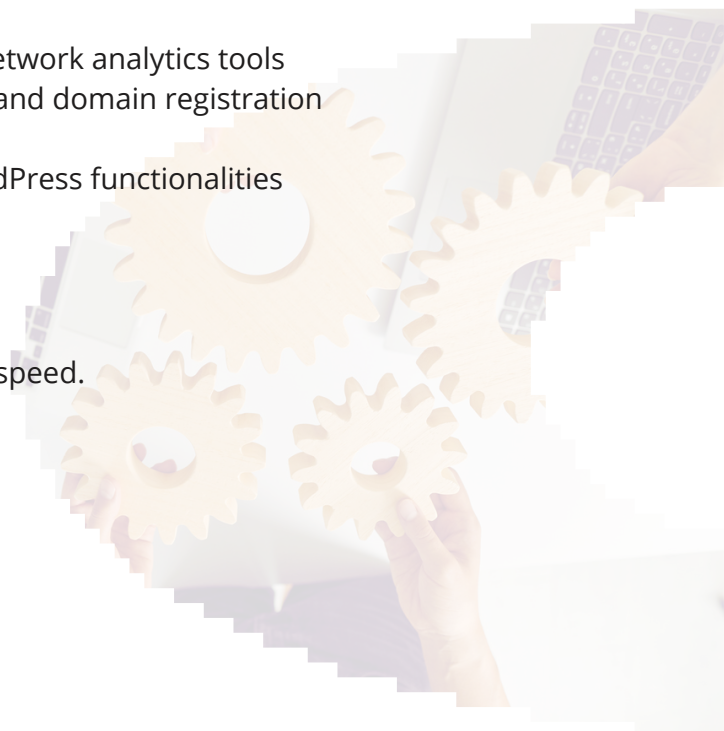 etwork analytics tools
and domain registration
dPress functionalities
speed.